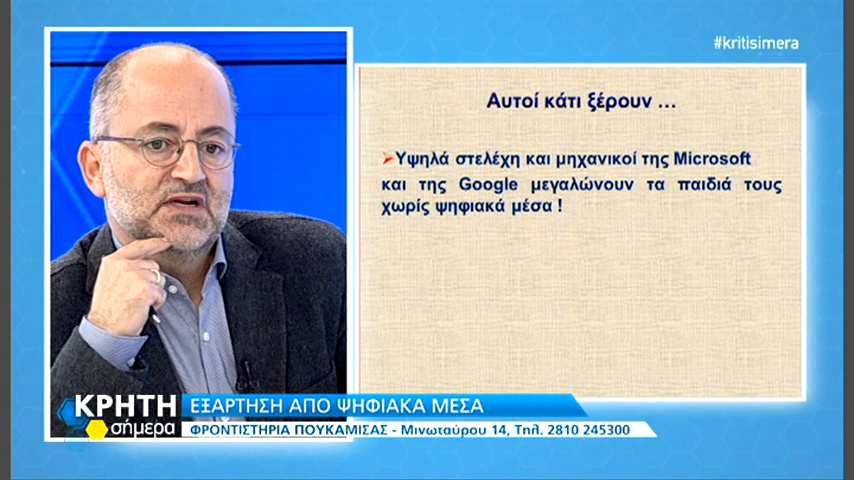 #kritisimera
Αυτοί κάτι ξέρουν …
➢Υψηλά στελέχη και μηχανικοί της Microsoft
και της Google μεγαλώνουν τα παιδιά τους
χωρίς ψηφιακά μέσα !
ΚΡΗΤΗ
σήμερα
ΕΞΑΡΤΗΣΗ ΑΠΟ ΨΗΦΙΑΚΑ ΜΕΣΑ
ΦΡΟΝΤΙΣΤΗΡΙΑ ΠΟΥΚΑΜΙΣΑΣ - Μινωταύρου 14, Τηλ. 2810 245300